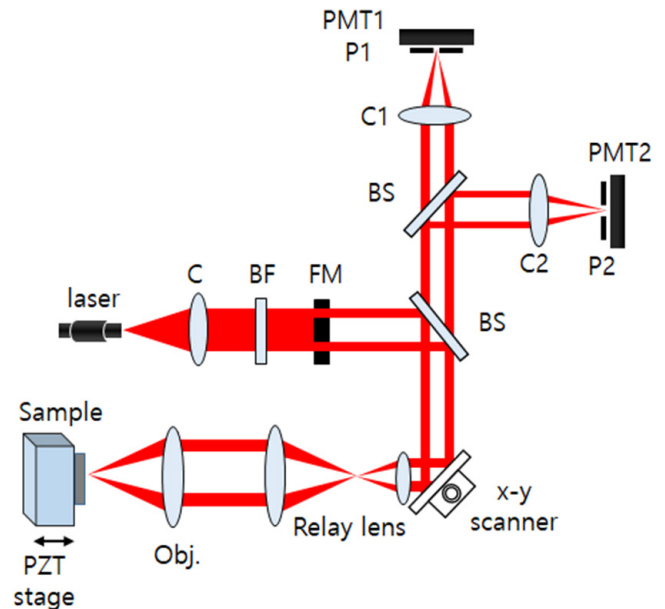 PMT1
P1
C1
PMT2
BS
C2
P2
C
BF
FM
laser
BS
Sample
x-y
scanner
Relay lens
Obj.
PZT
stage